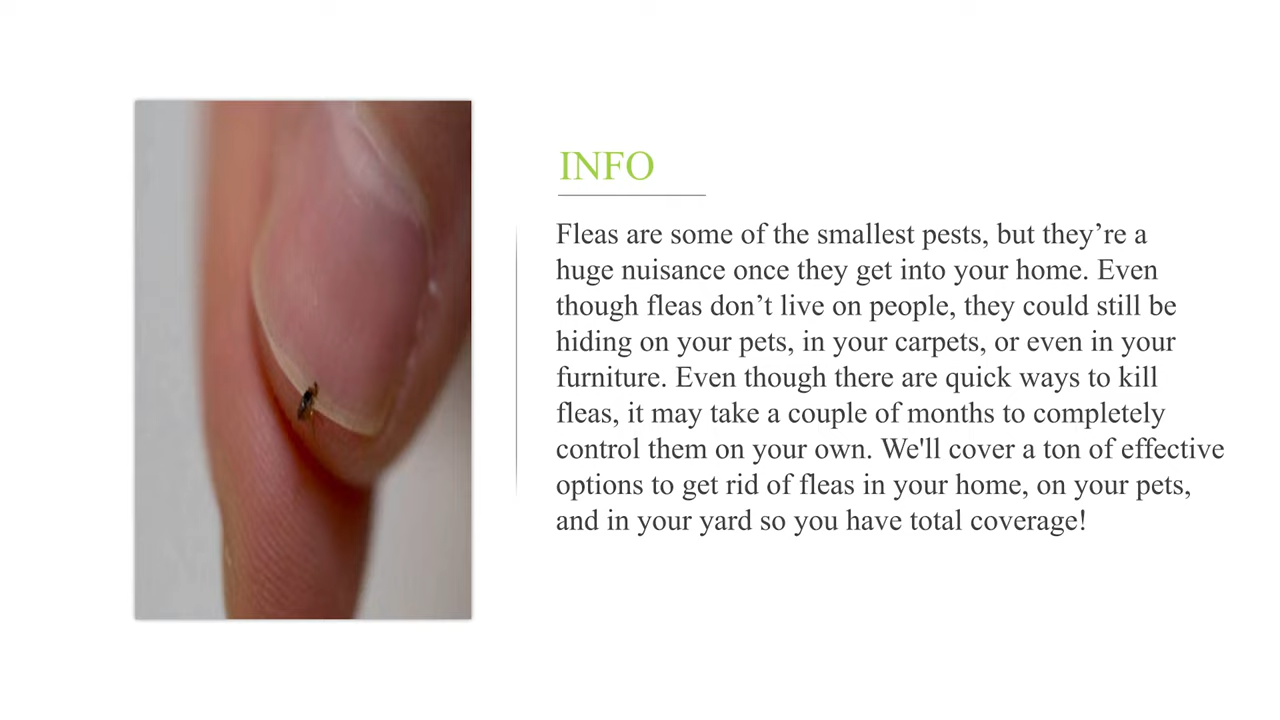 INFO
Fleas are some of the smallest pests, but they’re a
huge nuisance once they get into your home. Even
though fleas don’t live on people, they could still be
hiding on your pets, in your carpets, or even in your
furniture. Even though there are quick ways to kill
fleas, it may take a couple of months to completely
control them on your own. We'll cover a ton of effective
options to get rid of fleas in your home, on your pets,
and in your yard so you have total coverage!